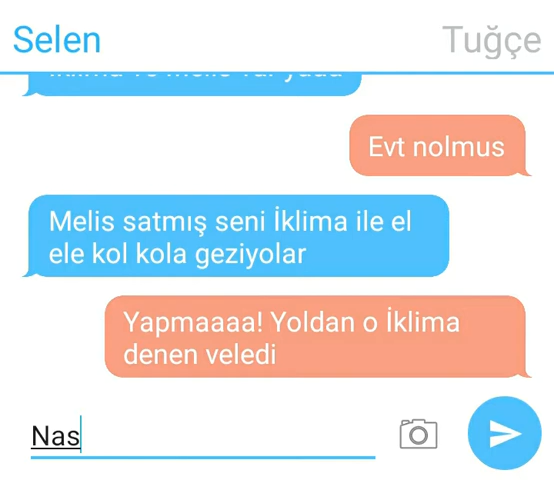 Selen
Tuğçe
Evt nolmus
Melis satmış seni İklima ile el
ele kol kola geziyolar
Yapmaaaa! Yoldan o İklima
denen veledi
Nas